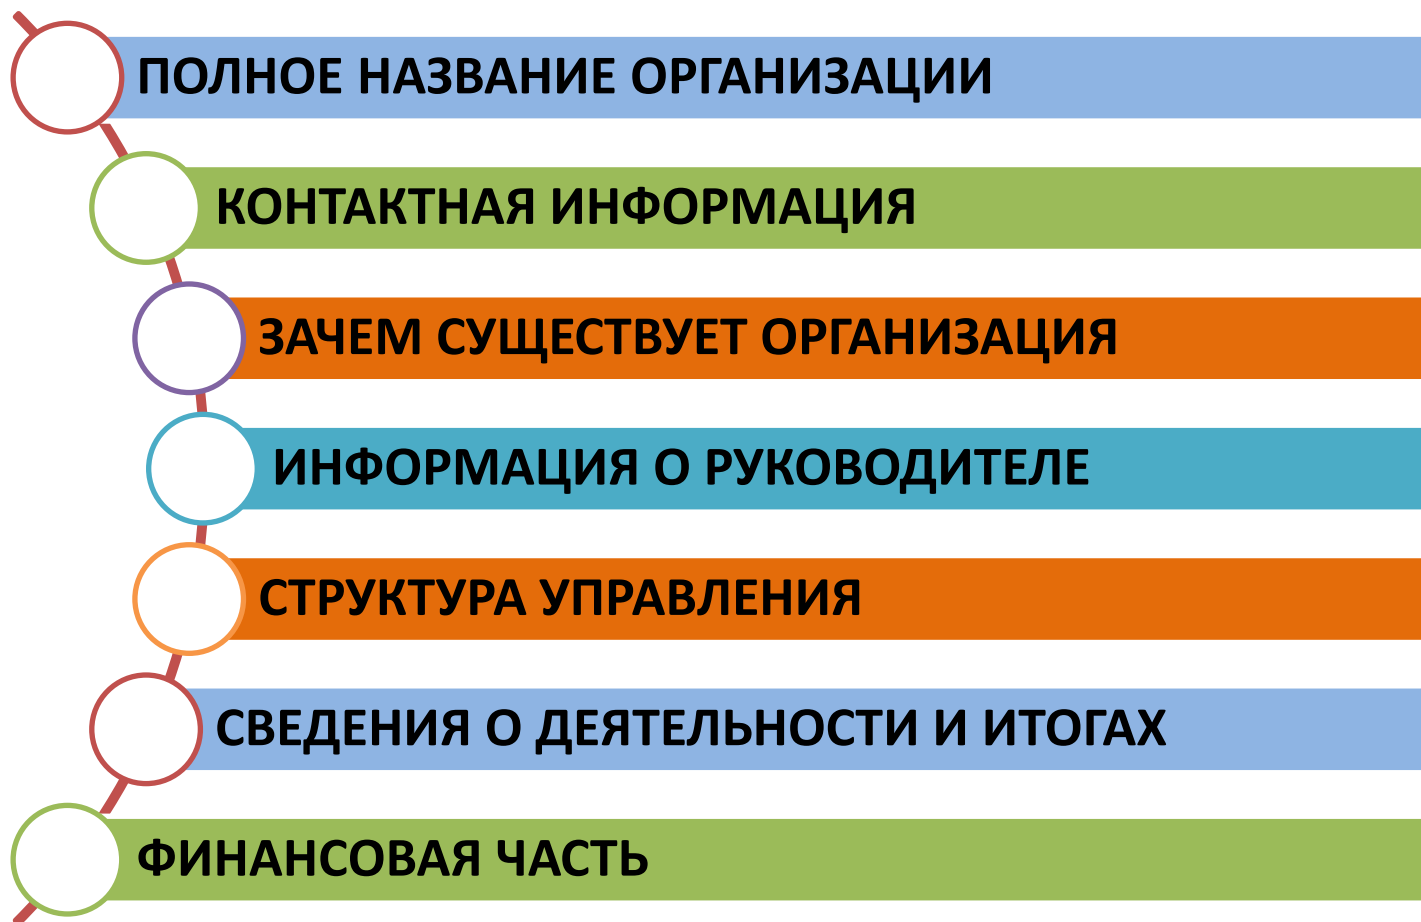 ПОЛНОЕ НАЗВАНИЕ ОРГАНИЗАЦИИ
КОНТАКТНАЯ ИНФОРМАЦИЯ
ЗАЧЕМ СУЩЕСТВУЕТ ОРГАНИЗАЦИЯ
ИНФОРМАЦИЯ О РУКОВОДИТЕЛЕ
СТРУКТУРА УПРАВЛЕНИЯ
СВЕДЕНИЯ О ДЕЯТЕЛЬНОСТИ И ИТОГАХ
ФИНАНСОВАЯ ЧАСТЬ